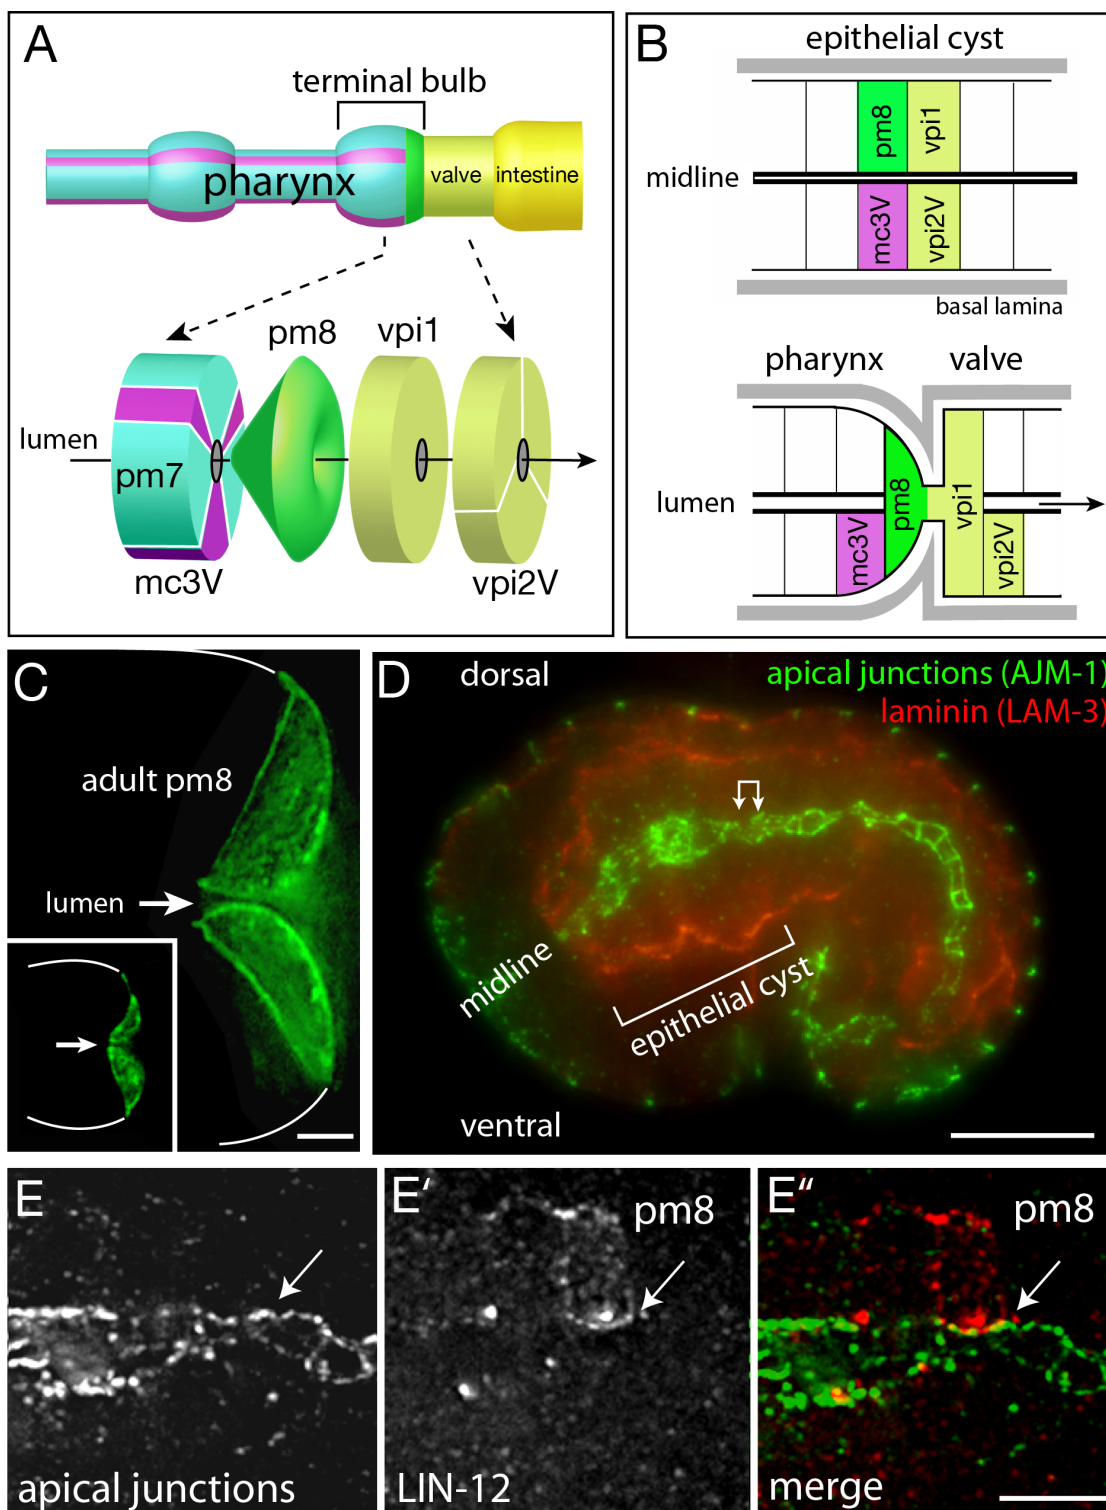 A
terminal bulb
pharynx
valve
intestine
pm8
vpi1
lumen
pm7
mc3V
vpi2V
B
epithelial cyst
pm8
vpi1
midline
mc3V
vpi2V
basal lamina
pharynx
valve
lumen
pm8
vpi1
mc3V
vpi2V
C
adult pm8
lumen
D
dorsal
apical junctions (AJM-1)
laminin (LAM-3)
midline
epithelial cyst
ventral
E
apical junctions
E′
pm8
LIN-12
E″
pm8
merge